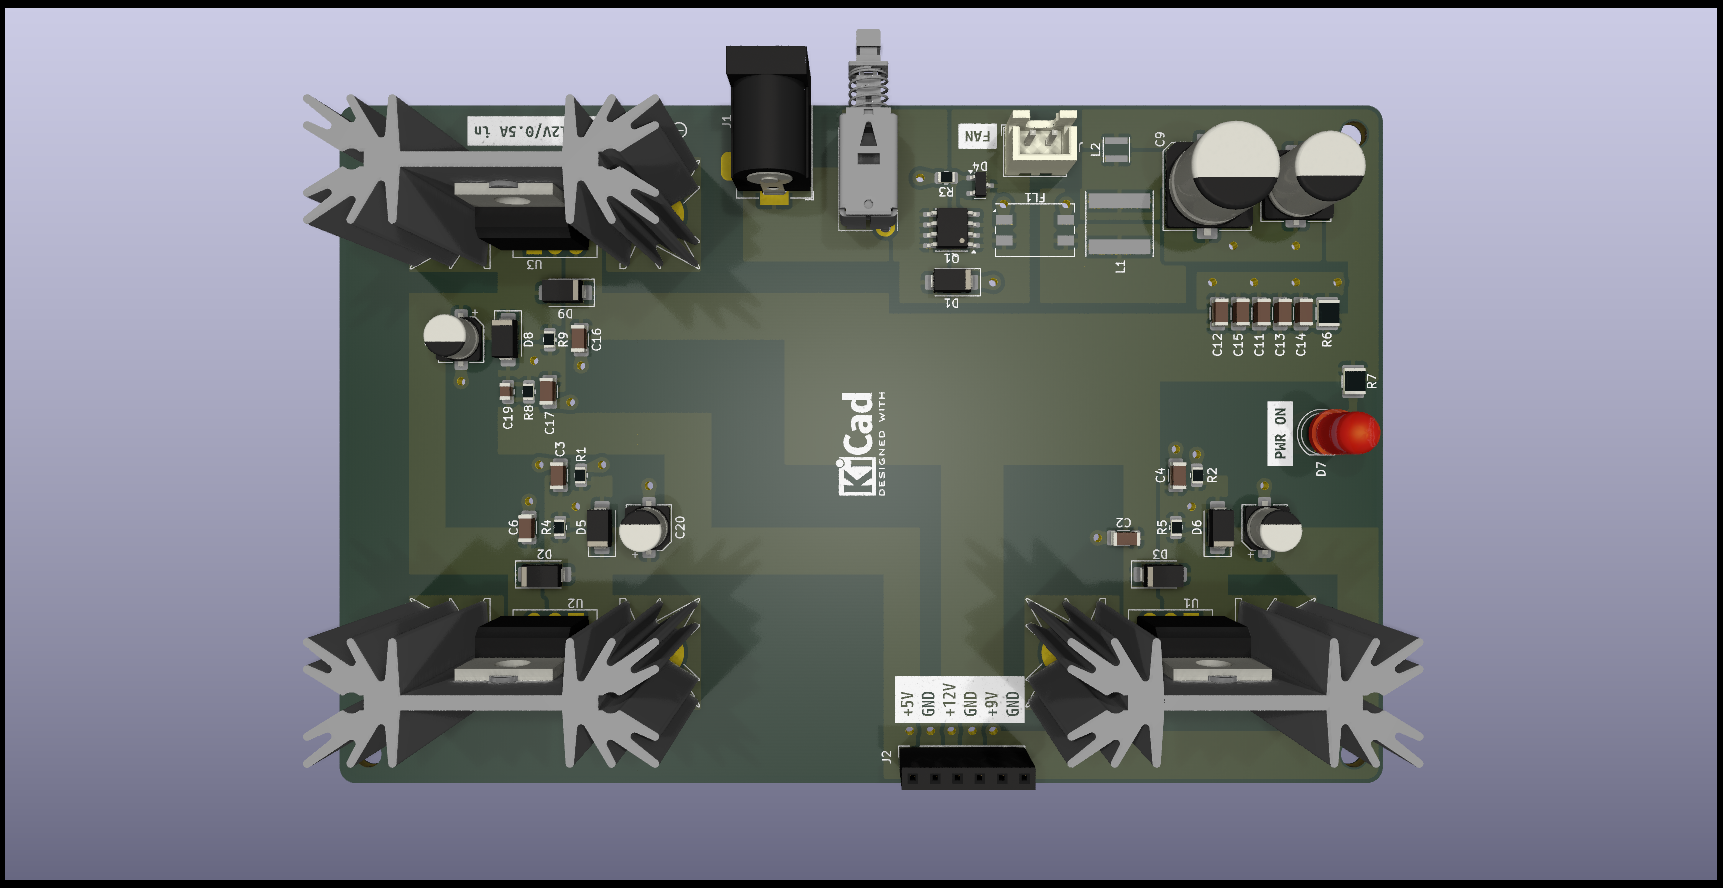 12V/0.5A in
J1
FAN
L2
C9
D4
R3
FL1
Q1
L1
U3
D1
D9
D8
R9
C16
C12
C15
C11
C13
C14
R6
R7
C19
R8
C17
KiCad
DESIGNED WITH
PWR ON
D7
C3
R1
C4
R2
C6
R4
D5
C20
C2
R5
D6
D2
D3
U2
U1
+5V
GND
+12V
GND
+9V
GND
J2